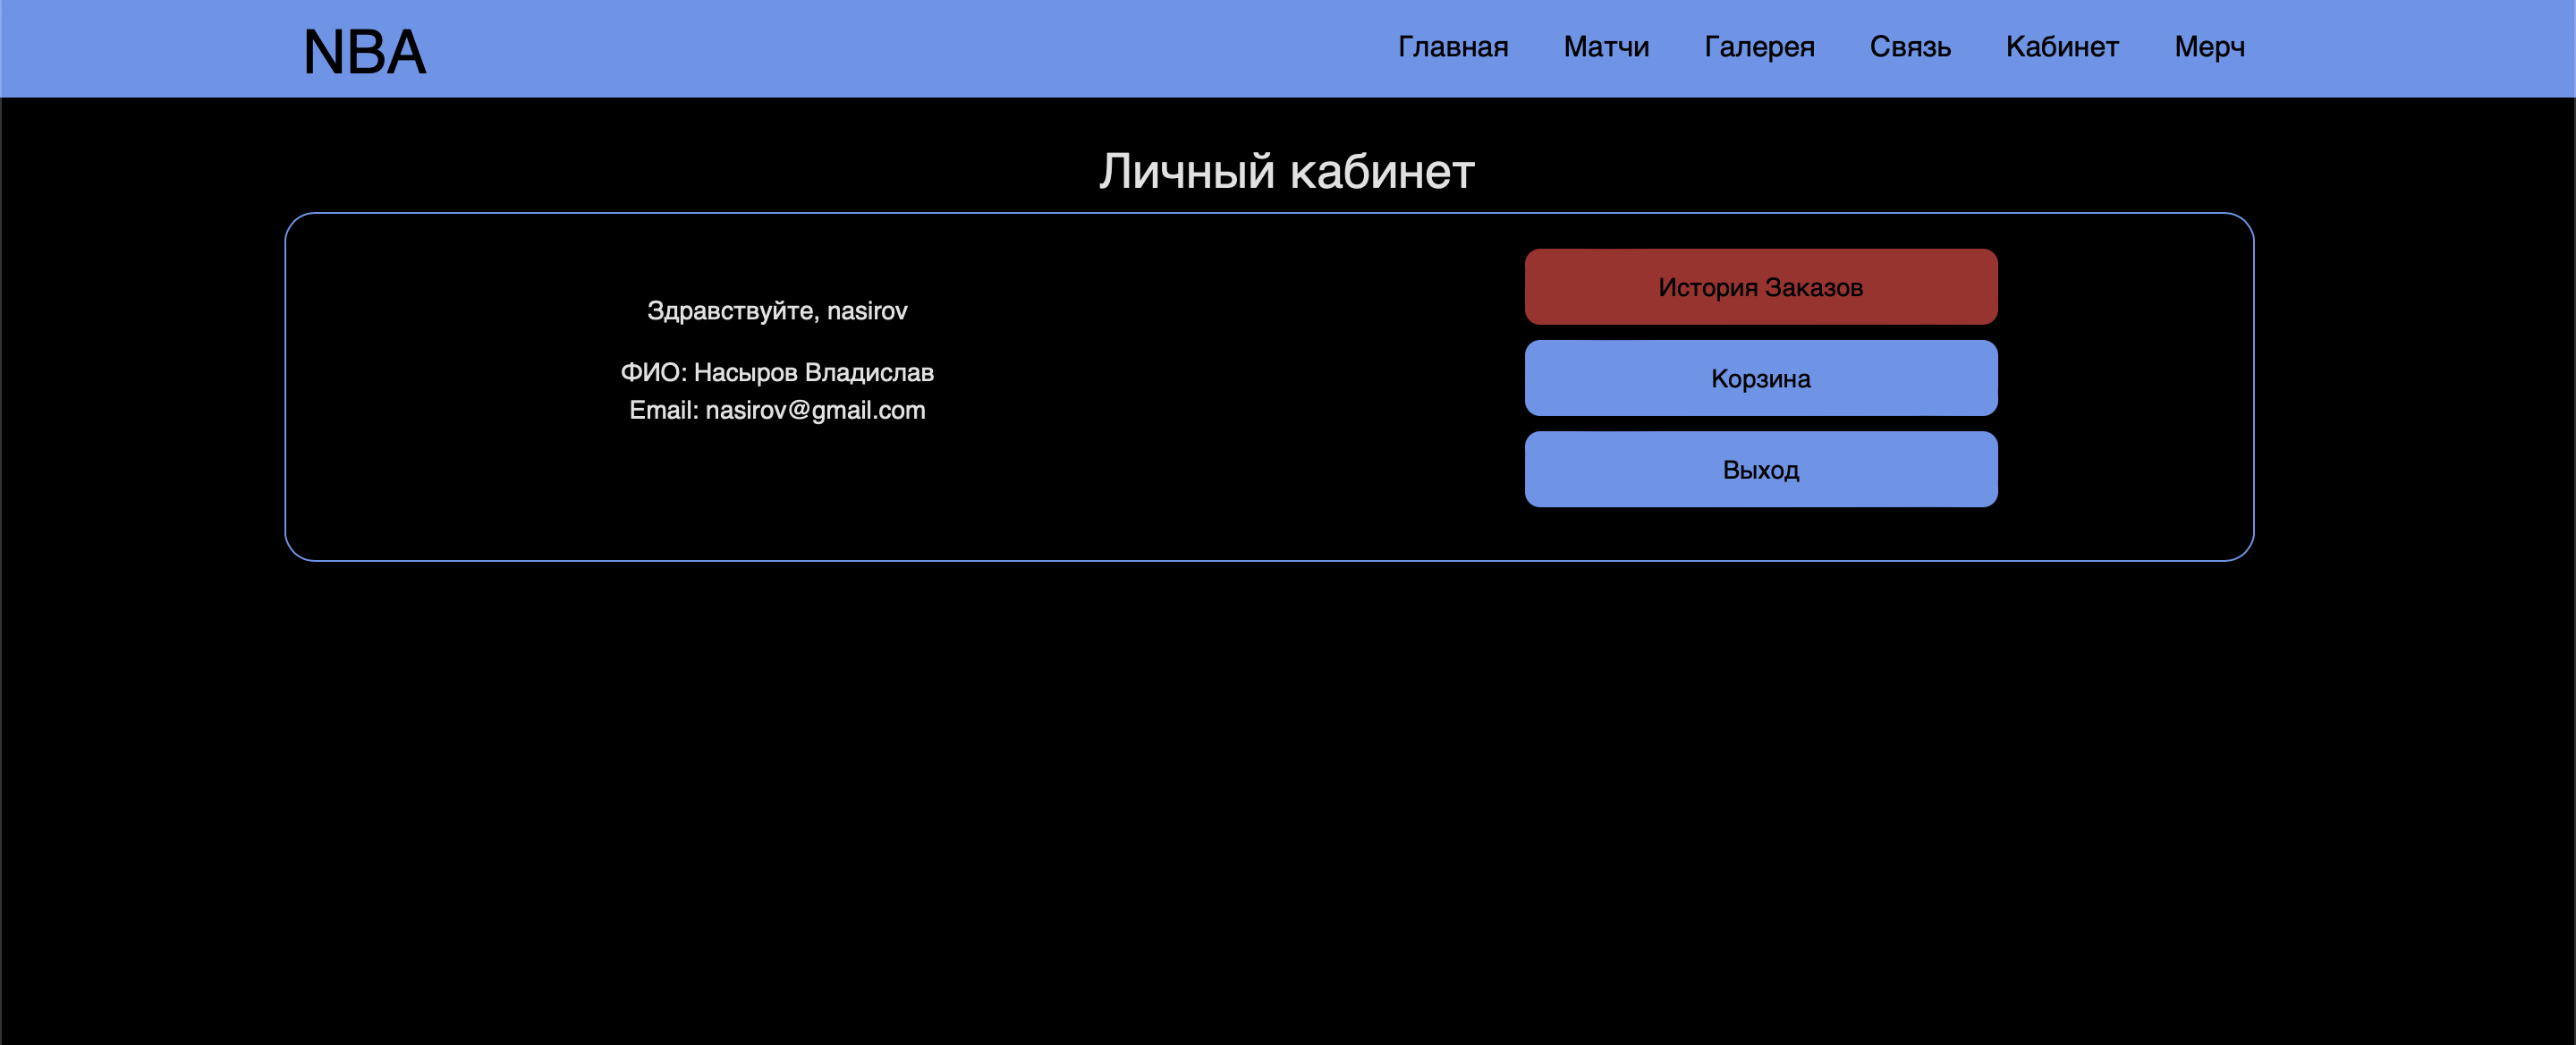 NBA
Главная Матчи Галерея Связь Кабинет Мерч
Личный кабинет
Здравствуйте, nasirov
ФИО: Насыров Владислав
Email: nasirov@gmail.com
История Заказов
Корзина
Выход